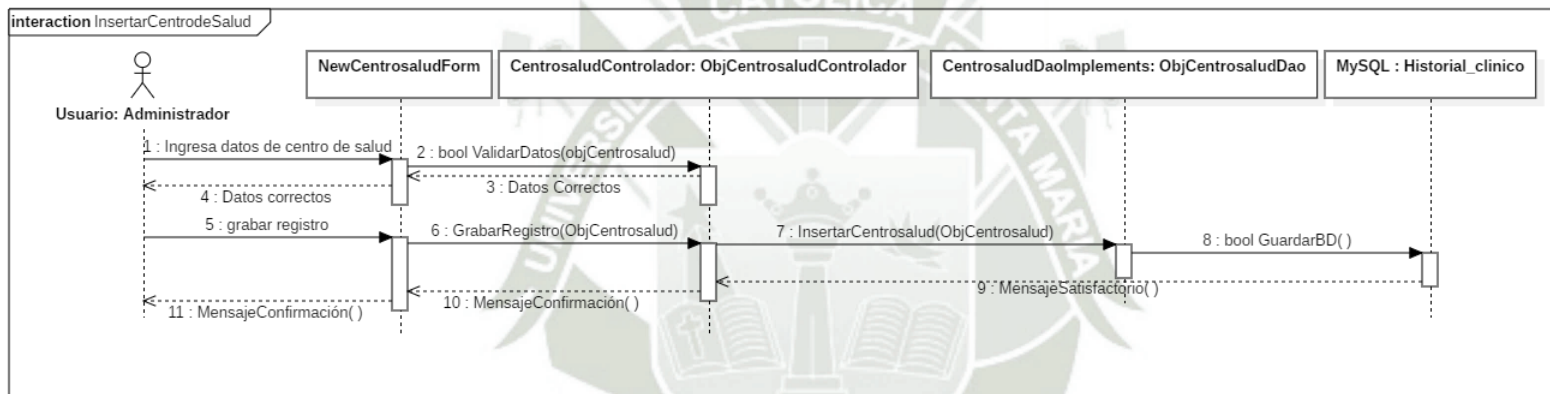 interaction InsertarCentrodeSalud
Usuario: Administrador
NewCentrosaludForm
CentrosaludControlador: ObjCentrosaludControlador
CentrosaludDaoImplements: ObjCentrosaludDao
MySQL : Historial_clinico
1 : Ingresa datos de centro de salud
2 : bool ValidarDatos(objCentrosalud)
3 : Datos Correctos
4 : Datos correctos
5 : grabar registro
6 : GrabarRegistro(ObjCentrosalud)
7 : InsertarCentrosalud(ObjCentrosalud)
8 : bool GuardarBD( )
9 : MensajeSatisfactorio( )
10 : MensajeConfirmación( )
11 : MensajeConfirmación( )
CATOLICA
MARIA